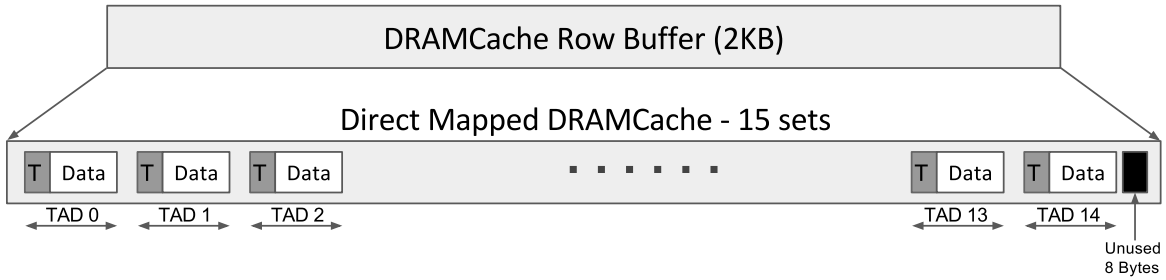 DRAMCache Row Buffer (2KB)
Direct Mapped DRAMCache - 15 sets
T Data T Data T Data T Data T Data
TAD 0 TAD 1 TAD 2 TAD 13 TAD 14
Unused
8 Bytes